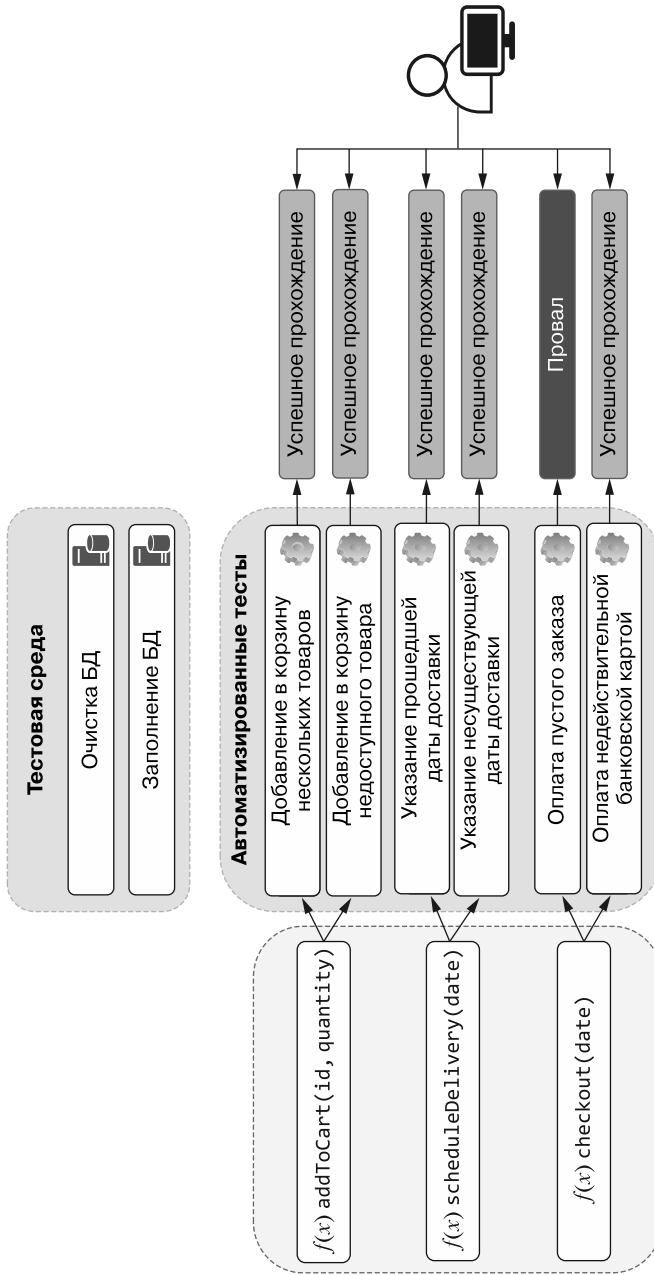 Тестовая среда
Очистка БД
Заполнение БД
Автоматизированные тесты
f(x) addToCart(id, quantity)
Добавление в корзину
нескольких товаров
Успешное прохождение
Добавление в корзину
недоступного товара
Успешное прохождение
f(x) scheduleDelivery(date)
Указание прошедшей
даты доставки
Успешное прохождение
Указание несуществующей
даты доставки
Успешное прохождение
f(x) checkout(date)
Оплата пустого заказа
Провал
Оплата недействительной
банковской картой
Успешное прохождение